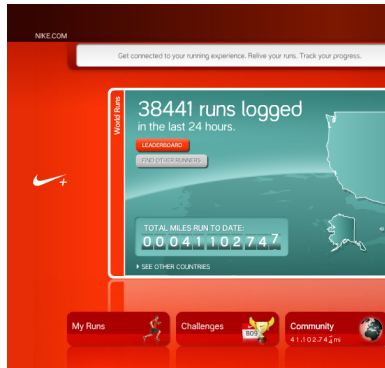 NIKE.COM
Get connected to your running experience. Relive your runs. Track your progress.
World Runs
38441 runs logged
in the last 24 hours.
LEADERBOARD
FIND OTHER RUNNERS
TOTAL MILES RUN TO DATE:
00041102747
SEE OTHER COUNTRIES
My Runs
Challenges
809
Community
41.102.744 mi